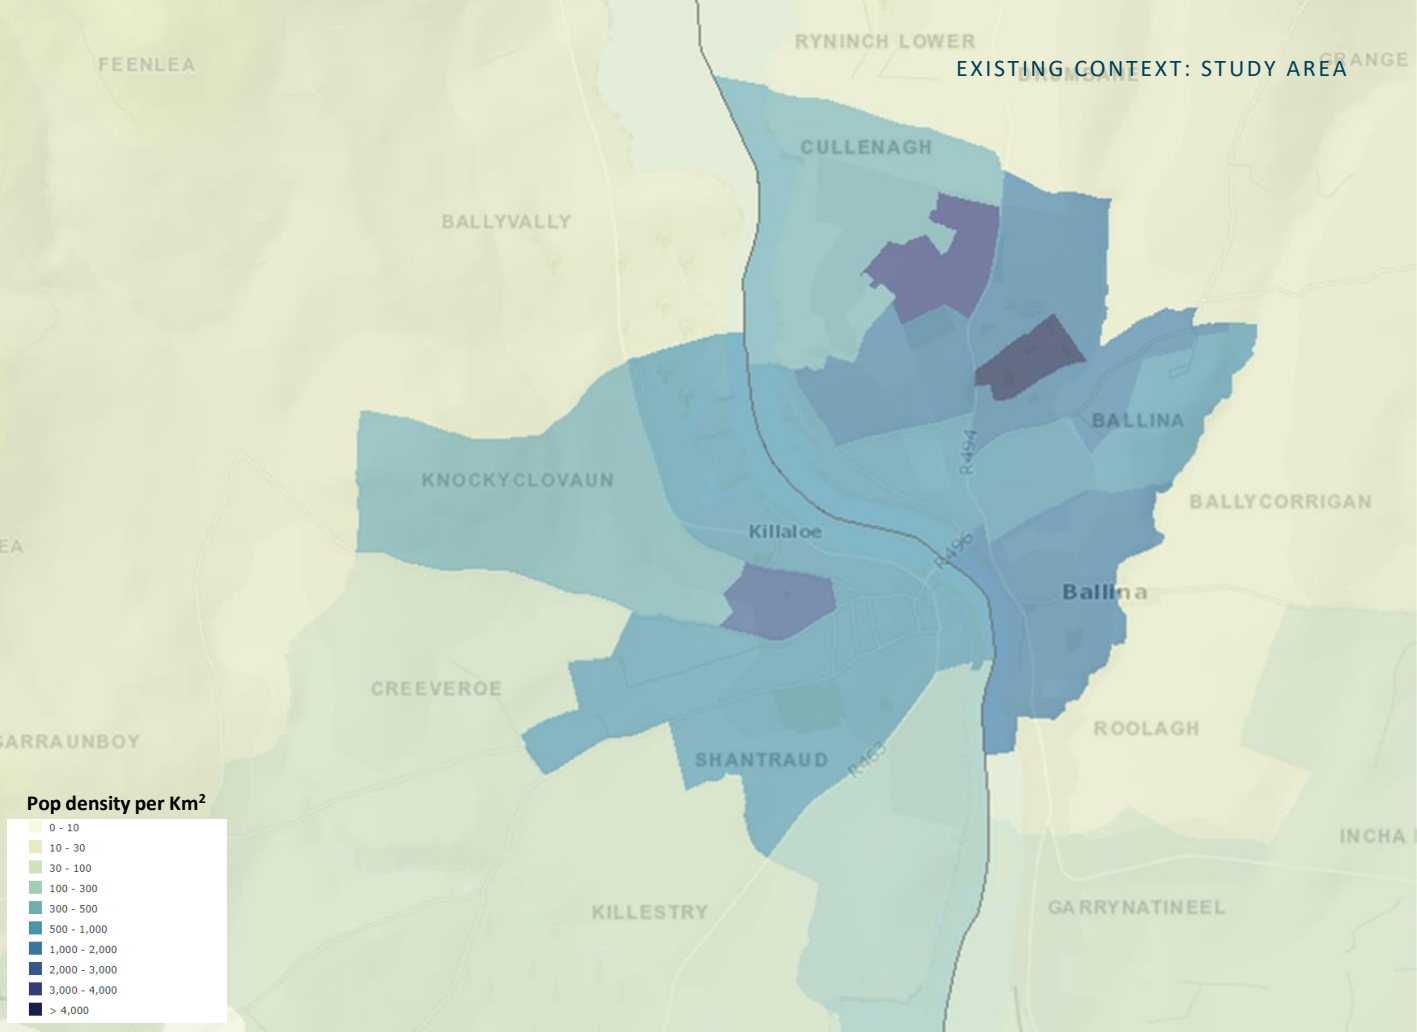 RYNINCH LOWER
GRANGE
FEENLEA
EXISTING CONTEXT: STUDY AREA
DRUMBANE
CULLENAGH
BALLYVALLY
BALLINA
R494
KNOCKYCLOVAUN
BALLYCORRIGAN
Killaloe
EA
R496
Ballina
CREEVEROE
ROOLAGH
GARRAUNBOY
SHANTRAUD
R463
Pop density per Km2
0 - 10
10 - 30
30 - 100
100 - 300
300 - 500
500 - 1,000
1,000 - 2,000
2,000 - 3,000
3,000 - 4,000
> 4,000
INCHA
KILLESTRY
GARRYNATINEEL